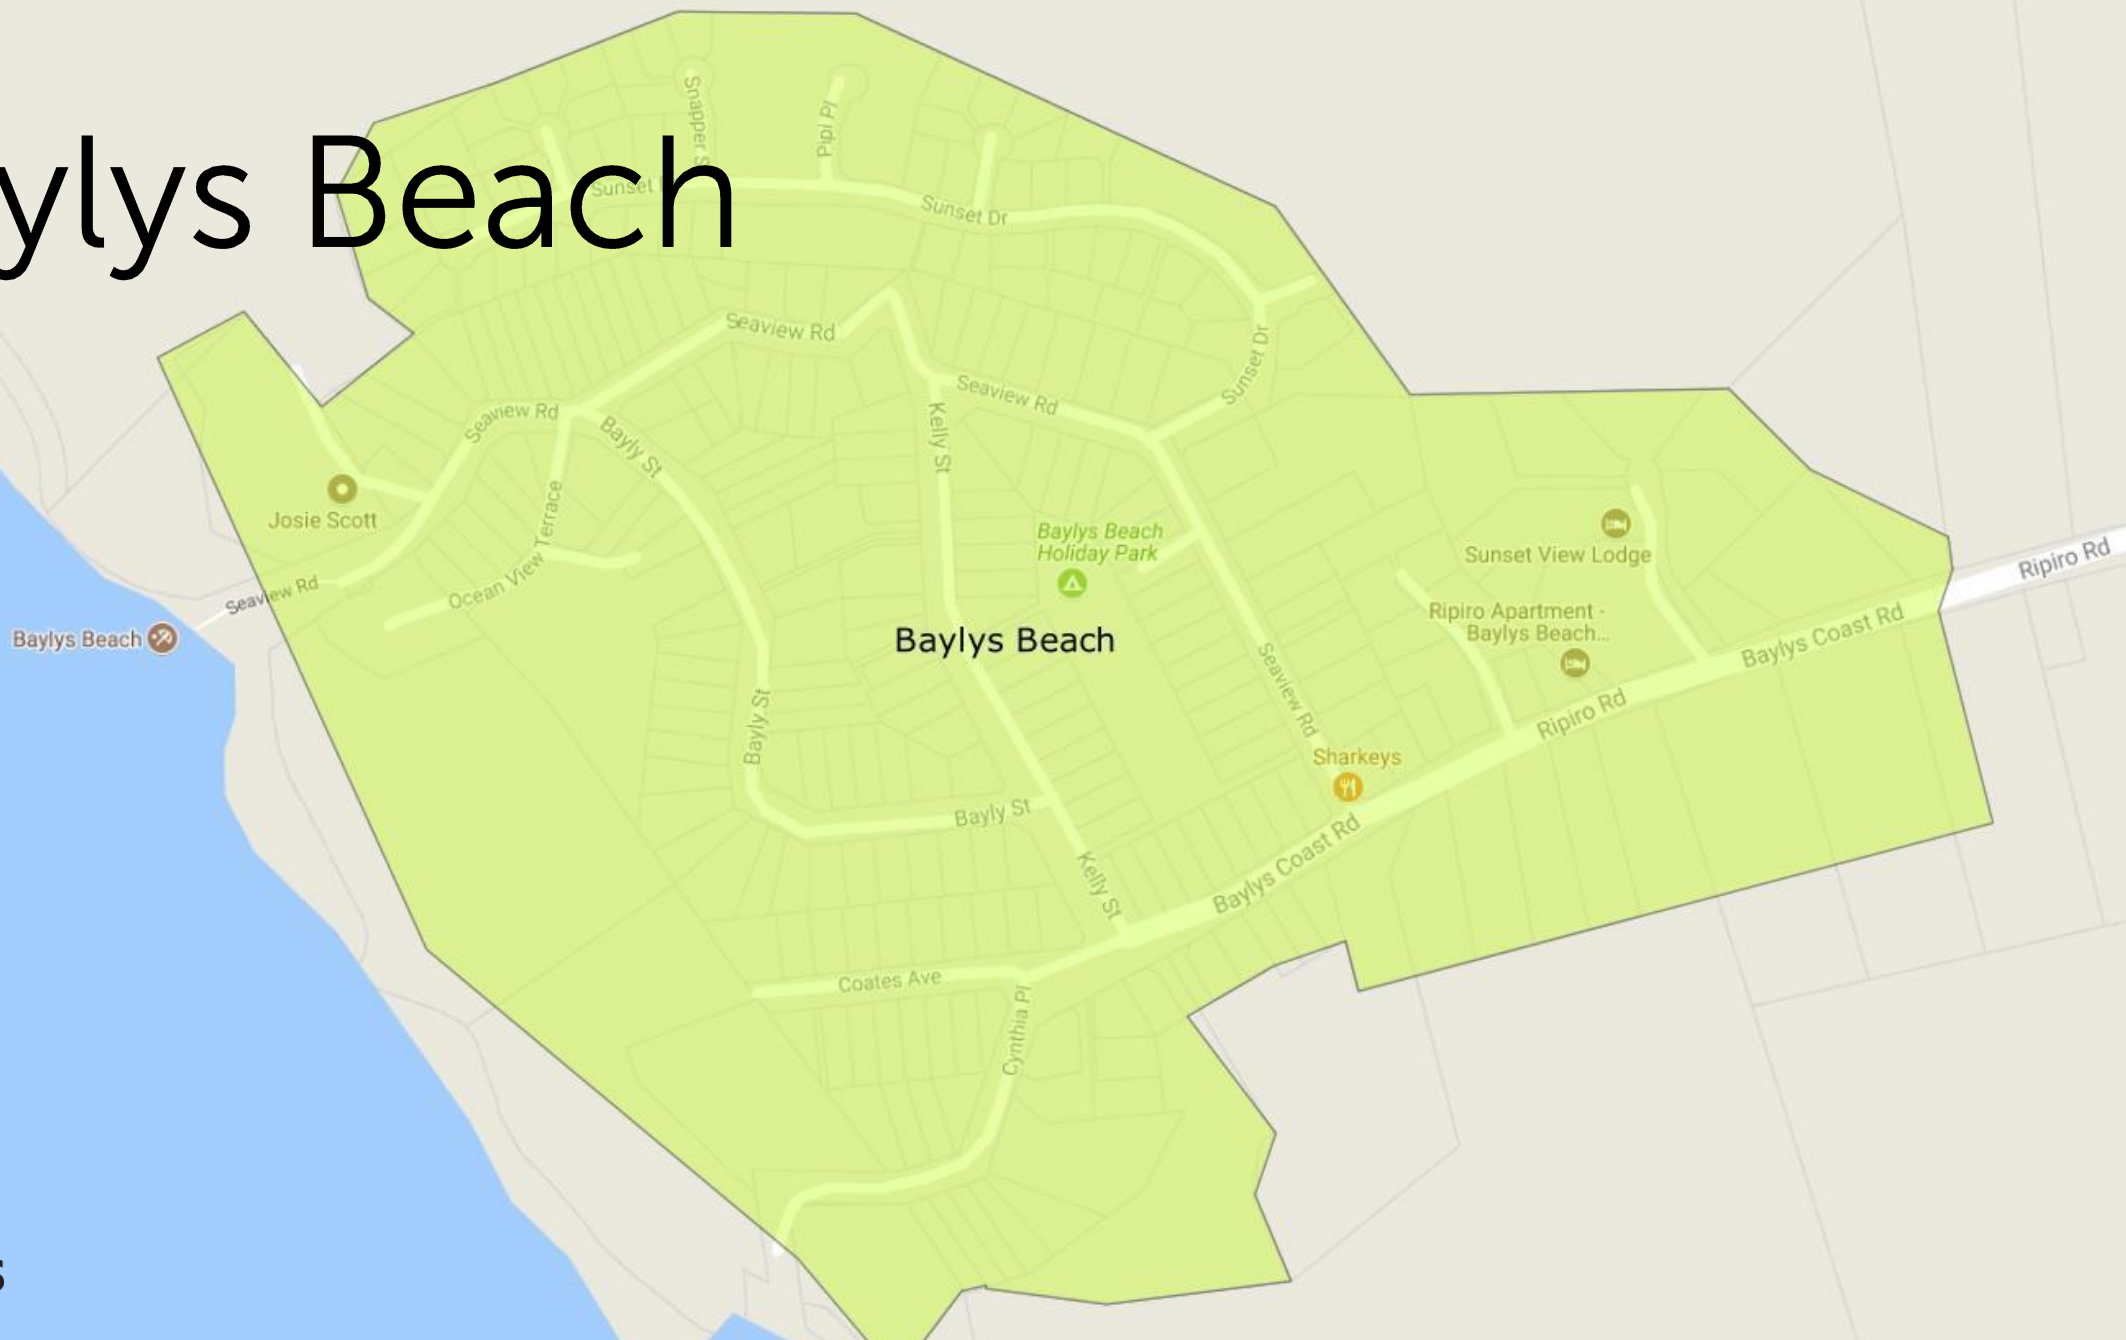 ylys Beach
Snapper S
Pipi Pl
Sunset
Sunset Dr
Seaview Rd
Sunset Dr
Seaview Rd
Seaview Rd
Kelly St
Bayly St
Josie Scott
Ocean View Terrace
Seaview Rd
Baylys Beach
Baylys Beach
Holiday Park
Baylys Beach
Sunset View Lodge
Ripiro Rd
Ripiro Apartment -
Baylys Beach...
Baylys Coast Rd
Seaview Rd
Ripiro Rd
Bayly St
Sharkeys
Bayly St
Baylys Coast Rd
Kelly St
Coates Ave
Cynthia Pl
s